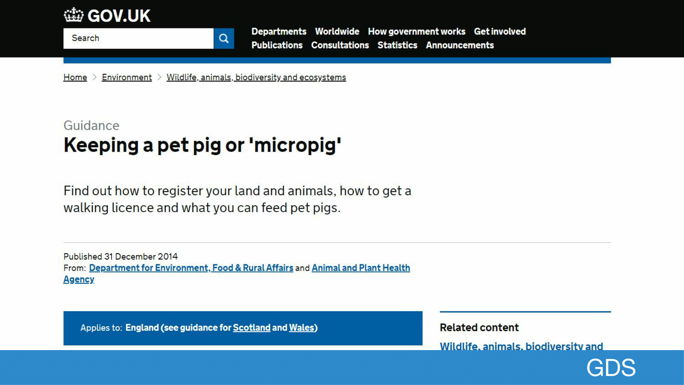 GOV.UK
Search
Departments Worldwide How government works Get involved
Publications Consultations Statistics Announcements
Home Environment Wildlife, animals, biodiversity and ecosystems
Guidance
Keeping a pet pig or 'micropig'
Find out how to register your land and animals, how to get a
walking licence and what you can feed pet pigs.
Published 31 December 2014
From: Department for Environment, Food & Rural Affairs and Animal and Plant Health
Agency
Applies to: England (see guidance for Scotland and Wales)
Related content
Wildlife, animals, biodiversity and
GDS